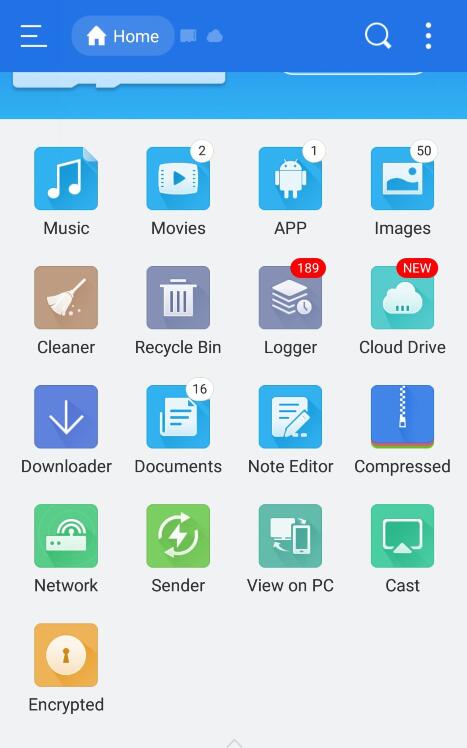 Home
2
1
50
Music
Movies
APP
Images
189
NEW
Cleaner
Recycle Bin
Logger
Cloud Drive
16
Downloader
Documents
Note Editor
Compressed
Network
Sender
View on PC
Cast
Encrypted